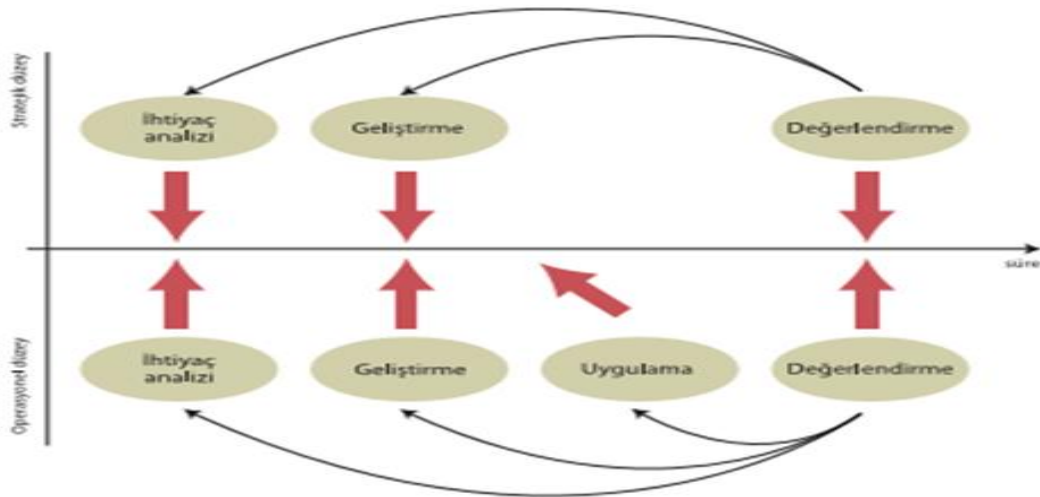 Stratejik düzey
İhtiyaç
analizi
Geliştirme
Değerlendirme
süre
Operasyonel düzey
İhtiyaç
analizi
Geliştirme
Uygulama
Değerlendirme